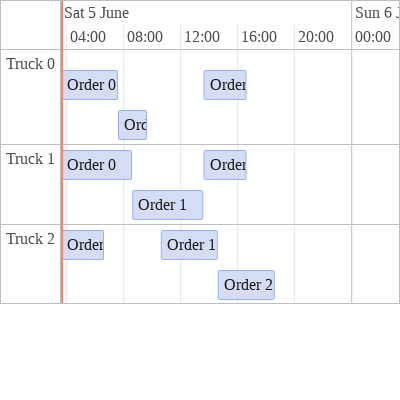 Sat 5 June
Sun 6 J
04:00 08:00 12:00 16:00 20:00 00:00
Truck 0
Order 0
Order
Ord
Truck 1
Order 0
Order
Order 1
Truck 2
Order
Order 1
Order 2